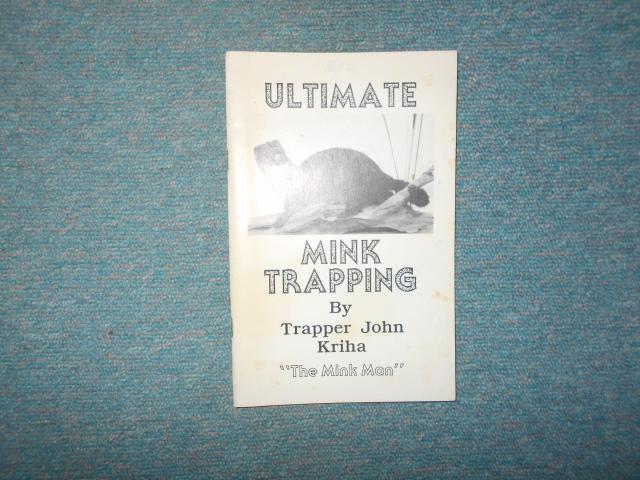 ULTIMATE
MINK
TRAPPING
By
Trapper John
Kriha
"The Mink Man"